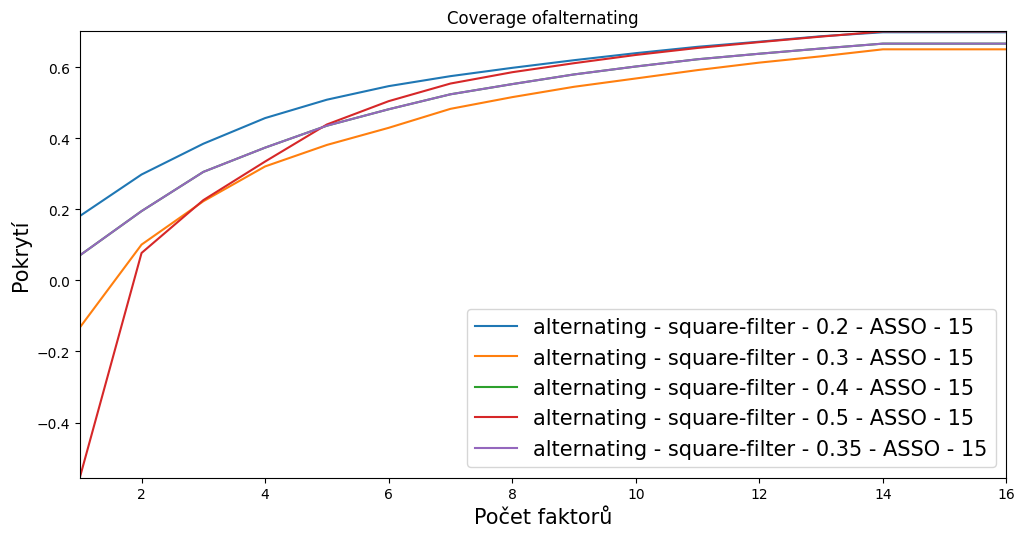 Coverage ofalternating
0.6
0.4
0.2
0.0
−0.2
−0.4
Pokrytí
alternating - square-filter - 0.2 - ASSO - 15
alternating - square-filter - 0.3 - ASSO - 15
alternating - square-filter - 0.4 - ASSO - 15
alternating - square-filter - 0.5 - ASSO - 15
alternating - square-filter - 0.35 - ASSO - 15
2 4 6 8 10 12 14 16
Počet faktorů